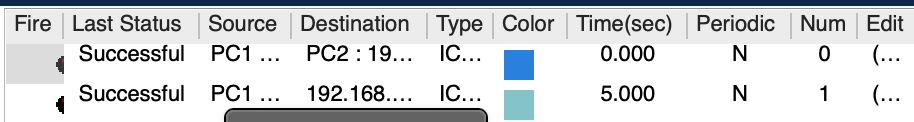 Fire Last Status Source Destination Type Color Time(sec) Periodic Num Edit
Successful PC1 ... PC2 : 19... IC... 0.000 N 0 (...
Successful PC1 ... 192.168.... IC... 5.000 N 1 (...